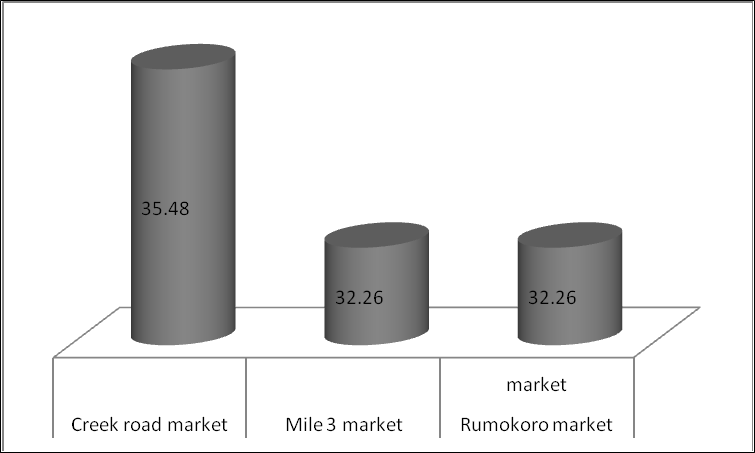 35.48
32.26
32.26
market
Creek road market
Mile 3 market
Rumokoro market